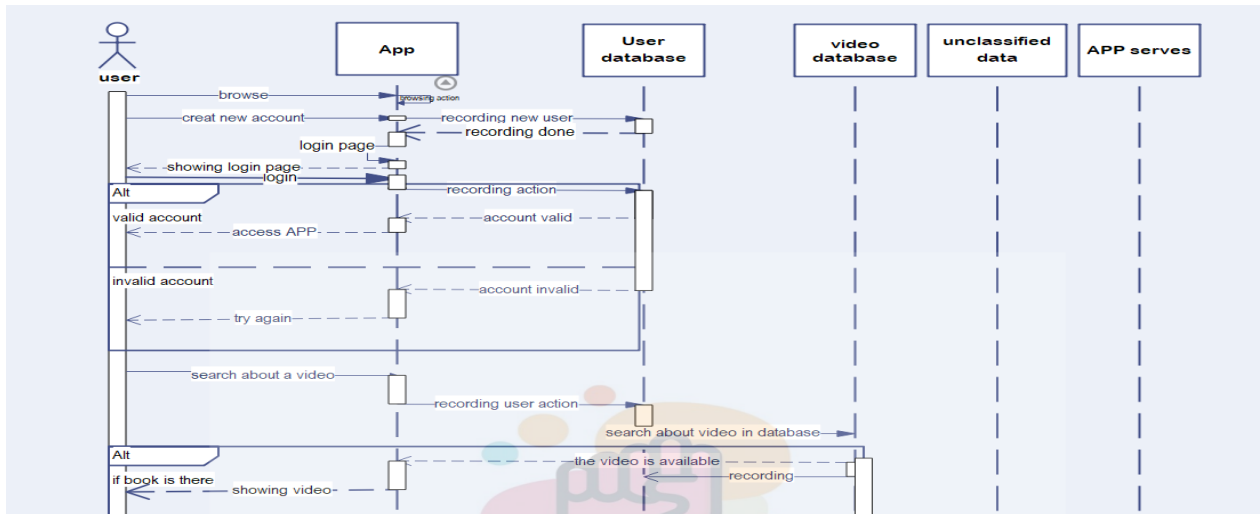 user
App
User
database
video
database
unclassified
data
APP serves
browse
browsing action
creat new account
recording new user
recording done
login page
showing login page
login
Alt
recording action
valid account
account valid
access APP
invalid account
account invalid
try again
search about a video
recording user action
search about video in database
Alt
the video is available
if book is there
recording
showing video